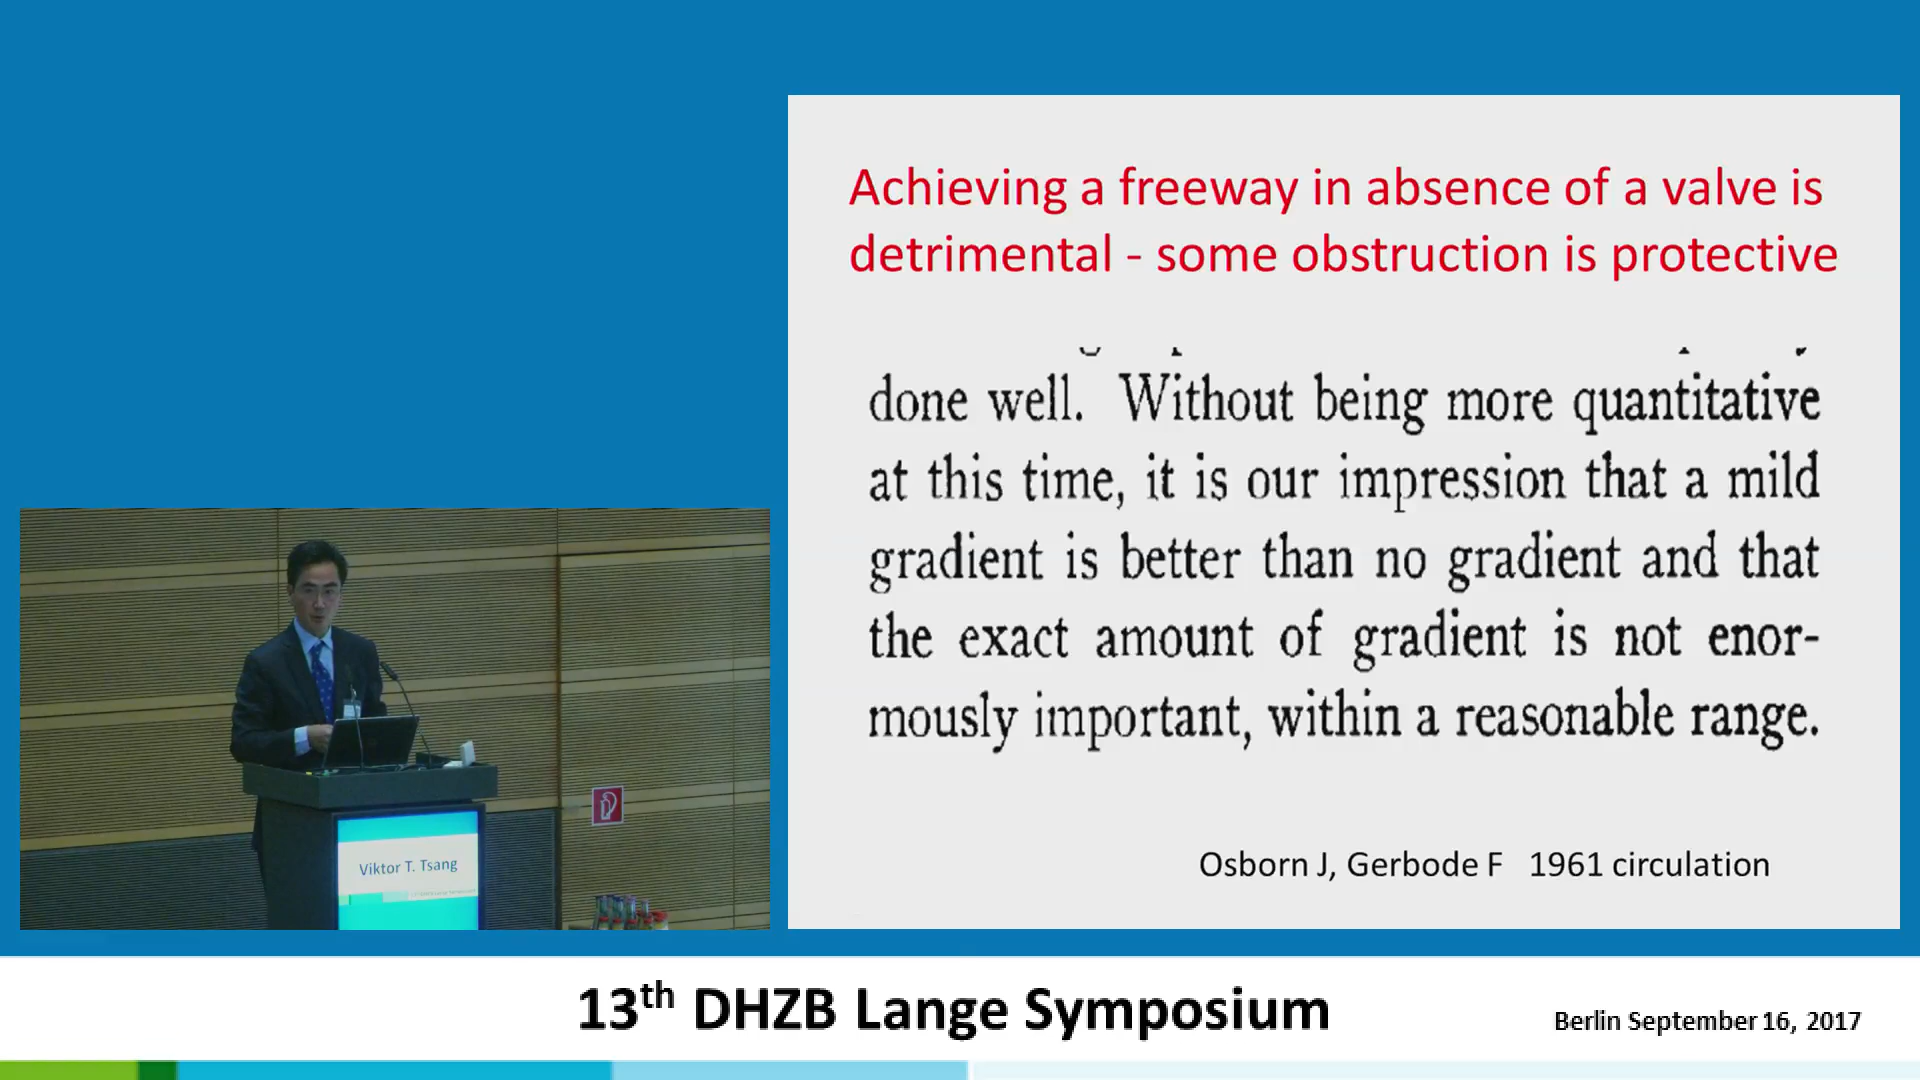 Achieving a freeway in absence of a valve is
detrimental - some obstruction is protective
done well. Without being more quantitative
at this time, it is our impression that a mild
gradient is better than no gradient and that
the exact amount of gradient is not enor-
mously important, within a reasonable range.
Osborn J, Gerbode F 1961 circulation
Viktor T. Tsang
13th DHZB Lange Symposium
Berlin September 16, 2017